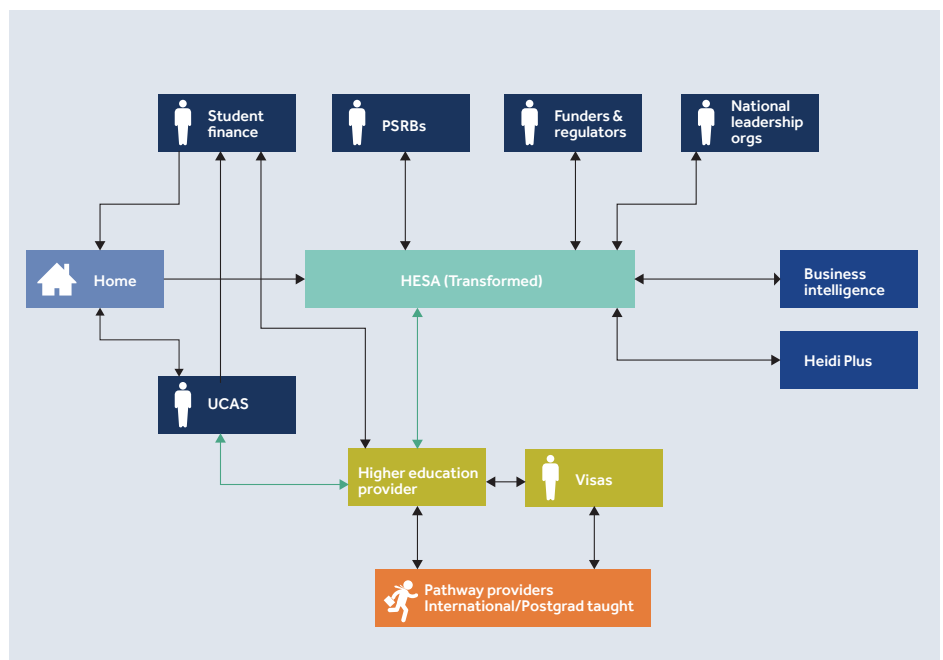 Student
finance
PSRBs
Funders &
regulators
National
leadership
orgs
Home
HESA (Transformed)
Business
intelligence
Heidi Plus
UCAS
Higher education
provider
Visas
Pathway providers
International/Postgrad taught